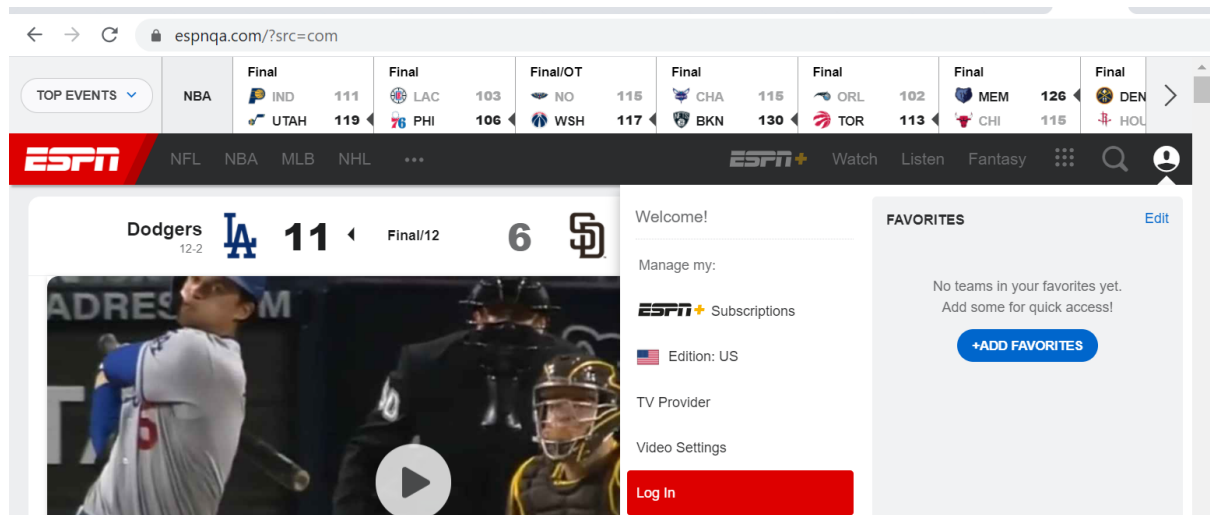 espnqa.com/?src=com
TOP EVENTS
NBA
Final
IND 111
UTAH 119
Final
LAC 103
76 PHI 106
Final/OT
NO 115
WSH 117
Final
CHA 115
BKN 130
Final
ORL 102
TOR 113
Final
MEM 126
CHI 115
Final
DEN
HOU
ESPN NFL NBA MLB NHL ••• ESPN+ Watch Listen Fantasy
Dodgers LA 11 Final/12 6 SD
12-2
ADRES M
5
Welcome!
Manage my:
ESPN+ Subscriptions
Edition: US
TV Provider
Video Settings
Log In
FAVORITES Edit
No teams in your favorites yet.
Add some for quick access!
+ADD FAVORITES